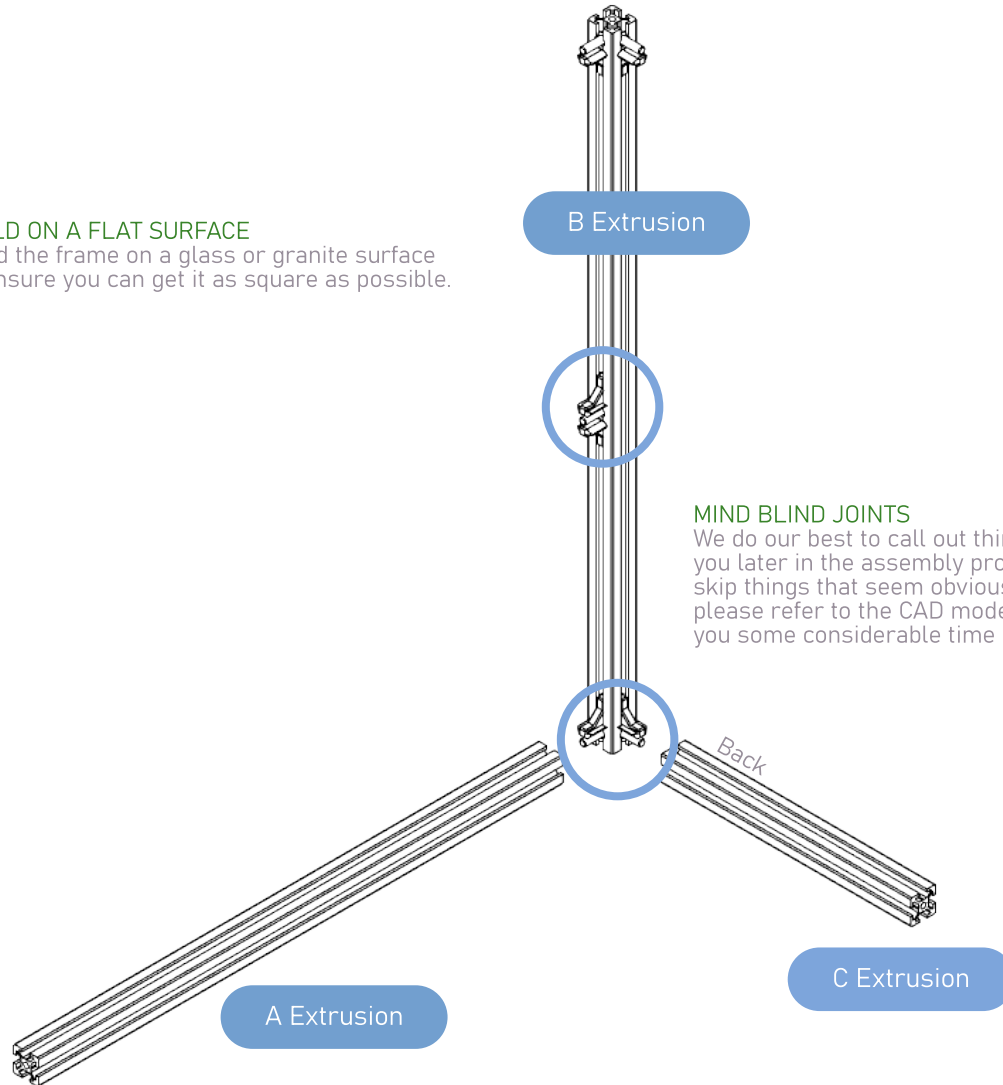 B Extrusion
LD ON A FLAT SURFACE
d the frame on a glass or granite surface
nsure you can get it as square as possible.
MIND BLIND JOINTS
We do our best to call out thin
you later in the assembly pro
skip things that seem obvious
please refer to the CAD mode
you some considerable time
Back
C Extrusion
A Extrusion